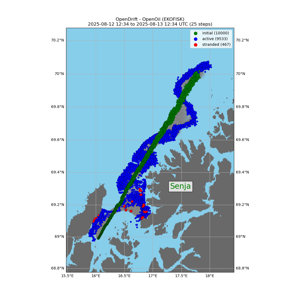 OpenDrift - OpenOil (EKOFISK)
2025-08-12 12:34 to 2025-08-13 12:34 UTC (25 steps)
initial (10000)
active (9533)
stranded (467)
70.2°N 70.2°N
70°N 70°N
69.8°N 69.8°N
69.6°N 69.6°N
69.4°N 69.4°N
Senja
69.2°N 69.2°N
69°N 69°N
68.8°N 68.8°N
15.5°E 16°E 16.5°E 17°E 17.5°E 18°E